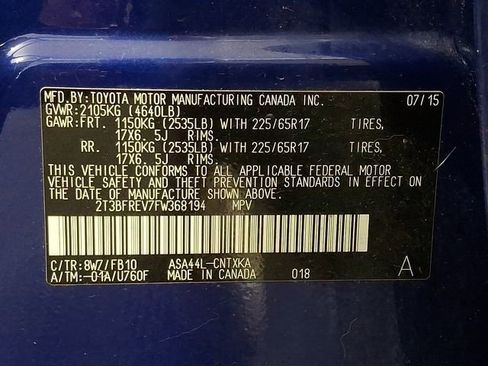 MFD.BY:TOYOTA MOTOR MANUFACTURING CANADA INC. 07/15
GVWR:2105KG (4640LB)
GAWR:FRT. 1150KG (2535LB) WITH 225/65R17 TIRES,
17X6.5J RIMS,
RR. 1150KG (2535LB) WITH 225/65R17 TIRES,
17X6.5J RIMS,
THIS VEHICLE CONFORMS TO ALL APPLICABLE FEDERAL MOTOR
VEHICLE SAFETY AND BUMPER STANDARDS IN EFFECT ON
THE DATE OF MANUFACTURE SHOWN ABOVE.
2T3BFREV7FW368194 MPV
C/TR:8W7/FB10 ASA44L-CNTXKA
A/TM:-01A/U760F MADE IN CANADA 018 A